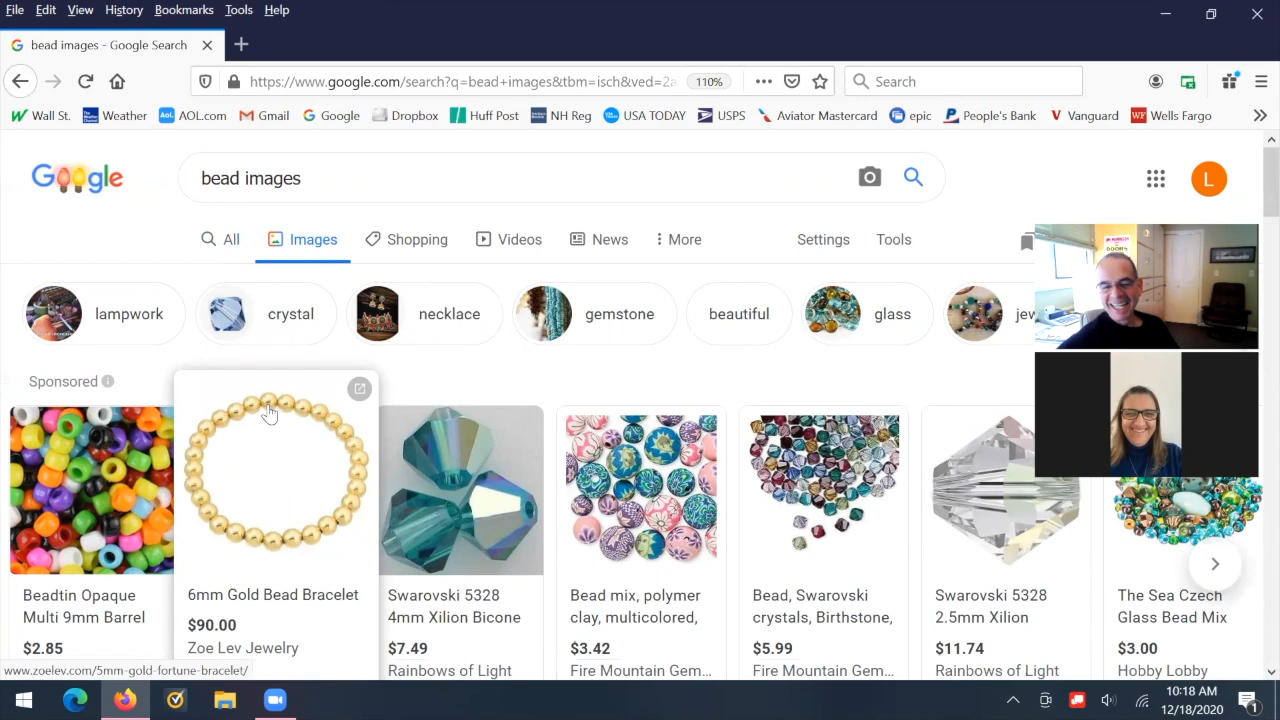 File Edit View History Bookmarks Tools Help
bead images - Google Search
https://www.google.com/search?q=bead+images&tbm=isch&ved=2a
110%
Search
Wall St. Weather AOL.com Gmail Google Dropbox Huff Post NH Reg USA TODAY USPS Aviator Mastercard epic People's Bank Vanguard Wells Fargo
Google
bead images
L
All Images Shopping Videos News More Settings Tools
DOORS
lampwork crystal necklace gemstone beautiful glass jew
Sponsored
Beadtin Opaque
Multi 9mm Barrel
$2.85
6mm Gold Bead Bracelet
$90.00
Zoe Lev Jewelry
Swarovski 5328
4mm Xilion Bicone
$7.49
Rainbows of Light
Bead mix, polymer
clay, multicolored,
$3.42
Fire Mountain Gem...
Bead, Swarovski
crystals, Birthstone,
$5.99
Fire Mountain Gem...
Swarovski 5328
2.5mm Xilion
$11.74
Rainbows of Light
The Sea Czech
Glass Bead Mix
$3.00
Hobby Lobby
www.zoelev.com/5mm-gold-fortune-bracelet/
10:18 AM
12/18/2020
1